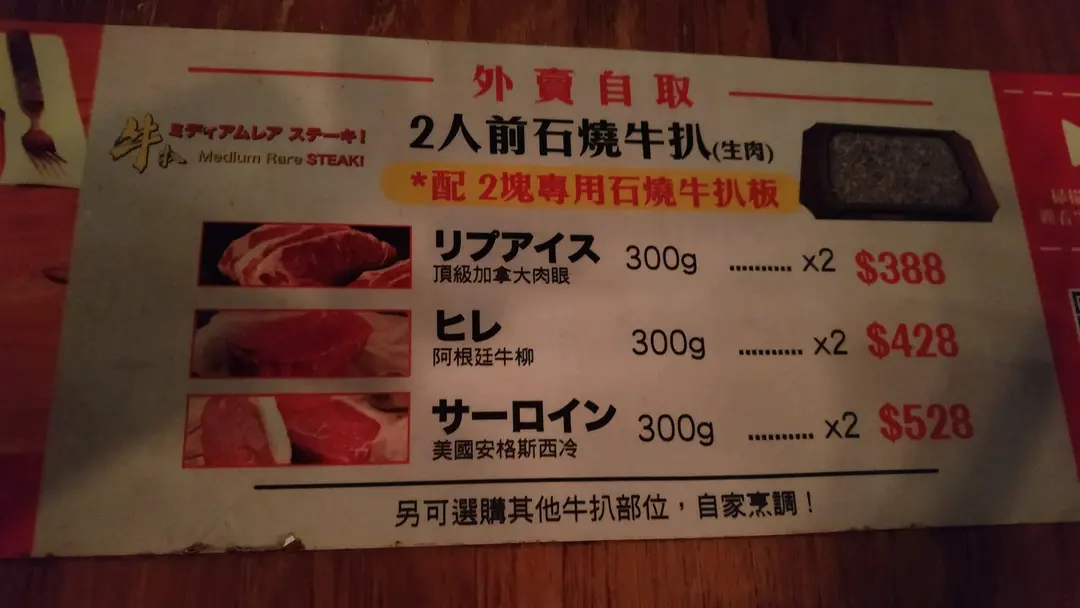 外賣自取
牛扒 ミディアムレア ステーキ!
Medium Rare STEAK!
2人前石燒牛扒(生肉)
*配 2塊專用石燒牛扒板
リプアイス 300g .......... x2 $388
頂級加拿大肉眼
ヒレ 300g .......... x2 $428
阿根廷牛柳
サーロイン 300g .......... x2 $528
美國安格斯西冷
另可選購其他牛扒部位，自家烹調！